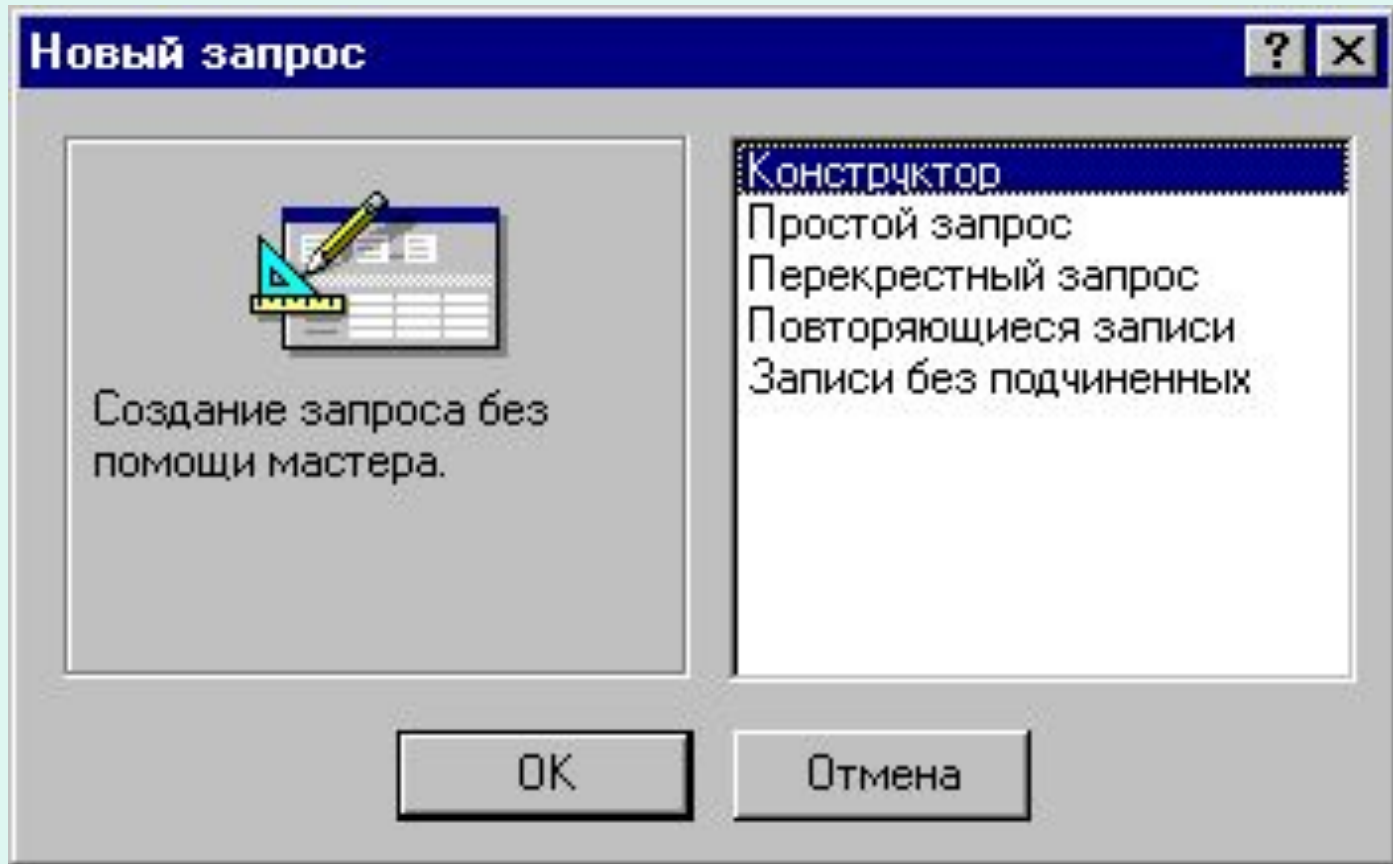 Новый запрос
Создание запроса без
помощи мастера.
Конструктор
Простой запрос
Перекрестный запрос
Повторяющиеся записи
Записи без подчиненных
OK
Отмена